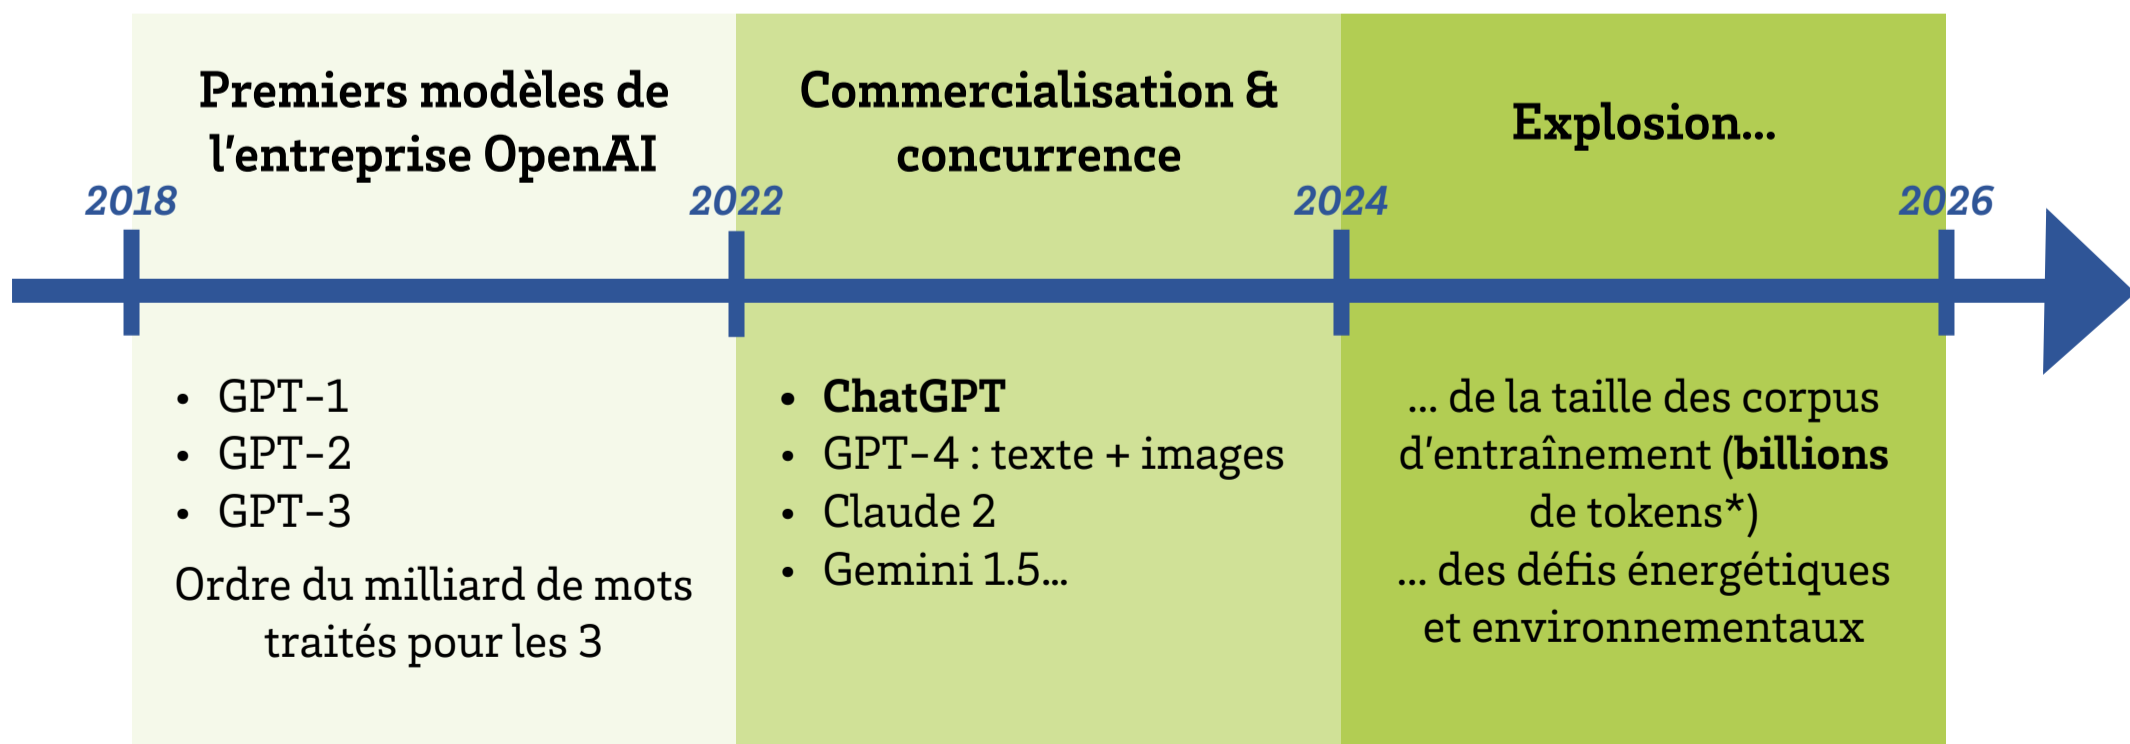 Premiers modèles de
l'entreprise OpenAI
Commercialisation &
concurrence
Explosion...
2018
2022
2024
2026
• GPT-1
• GPT-2
• GPT-3
Ordre du milliard de mots
traités pour les 3
• ChatGPT
• GPT-4 : texte + images
• Claude 2
• Gemini 1.5...
... de la taille des corpus
d'entraînement (billions
de tokens*)
... des défis énergétiques
et environnementaux